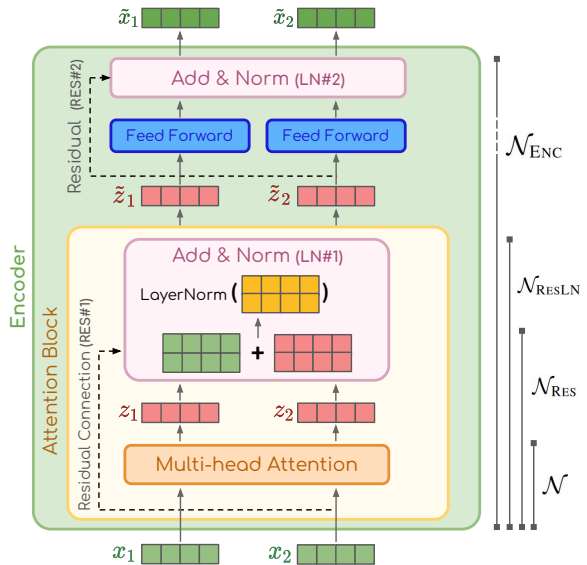 x̃₁ x̃₂
Add & Norm (LN#2)
Residual (RES#2)
Feed Forward Feed Forward
𝒩ENC
z̃₁ z̃₂
Encoder
Attention Block
Add & Norm (LN#1)
LayerNorm ( )
𝒩RESLN
Residual Connection (RES#1)
+
𝒩RES
z₁ z₂
Multi-head Attention
𝒩
x₁ x₂